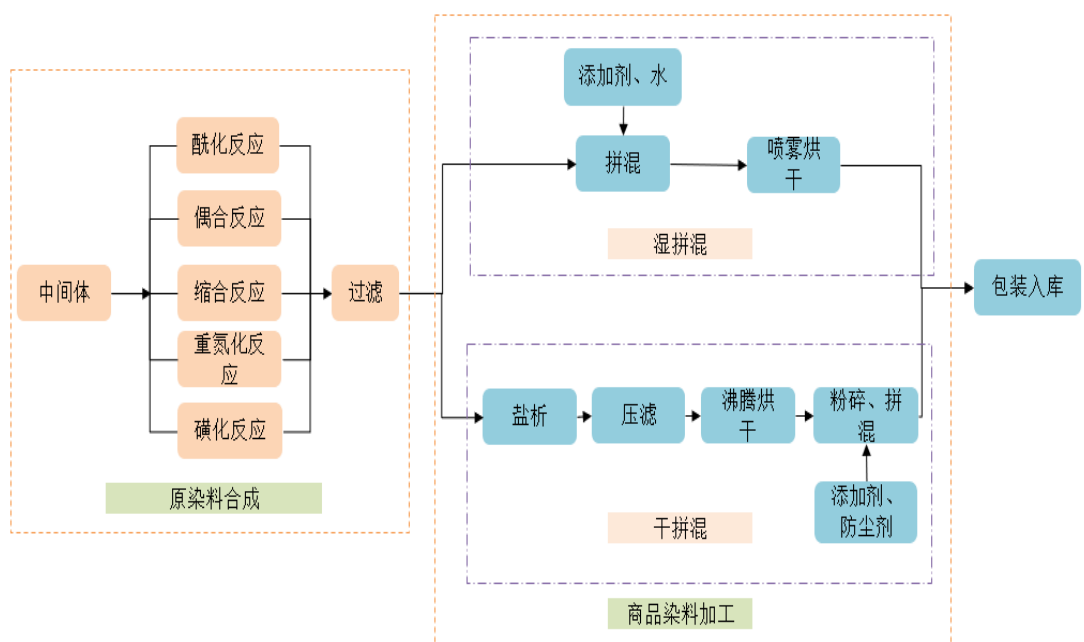 中间体
酰化反应
偶合反应
缩合反应
重氮化反
应
磺化反应
过滤
原染料合成
添加剂、水
拼混
喷雾烘
干
湿拼混
盐析
压滤
沸腾烘
干
粉碎、拼
混
添加剂、
防尘剂
干拼混
商品染料加工
包装入库